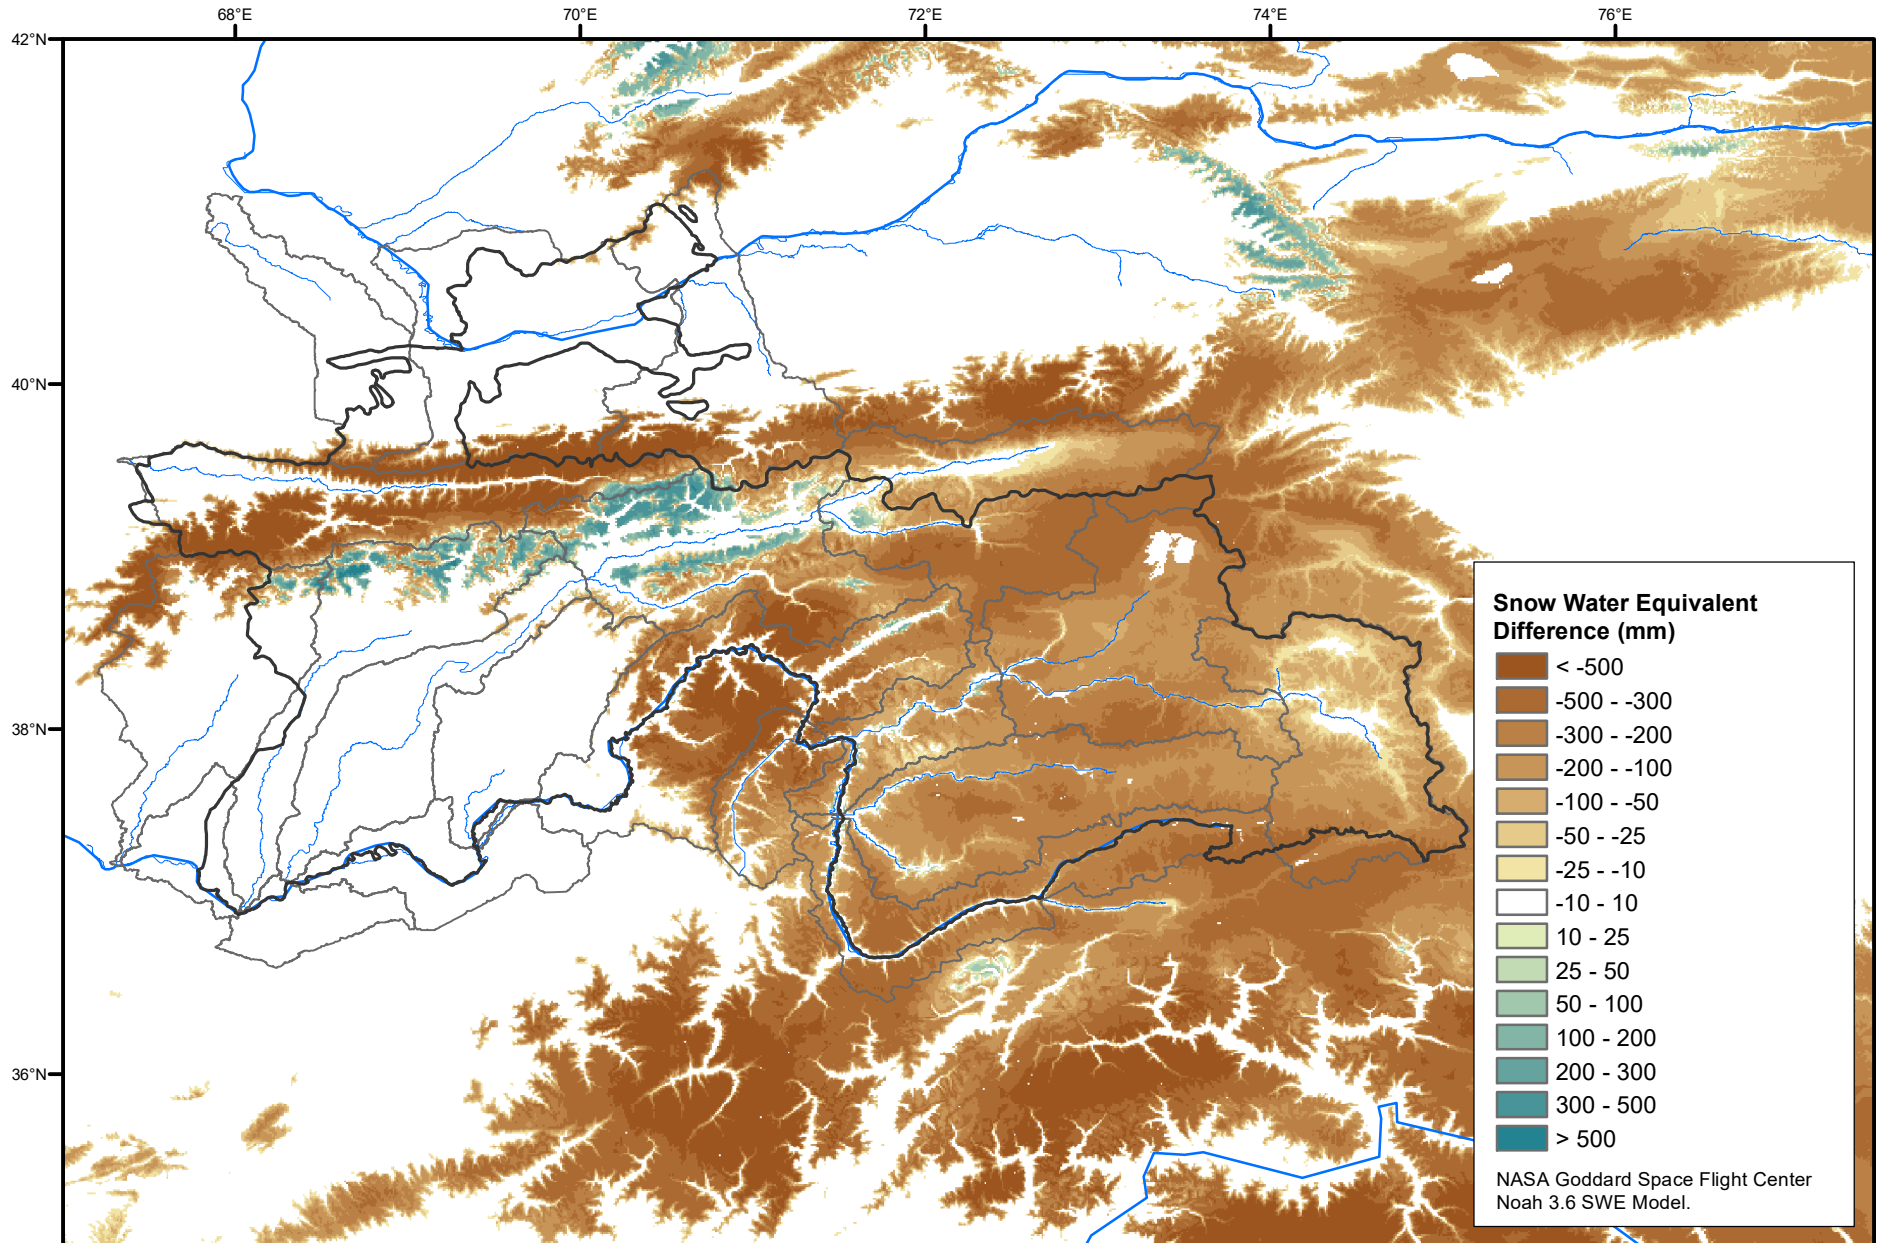 68°E
70°E
72°E
74°E
76°E
42°N
40°N
38°N
36°N
Snow Water Equivalent
Difference (mm)
< -500
-500 - -300
-300 - -200
-200 - -100
-100 - -50
-50 - -25
-25 - -10
-10 - 10
10 - 25
25 - 50
50 - 100
100 - 200
200 - 300
300 - 500
> 500
NASA Goddard Space Flight Center
Noah 3.6 SWE Model.